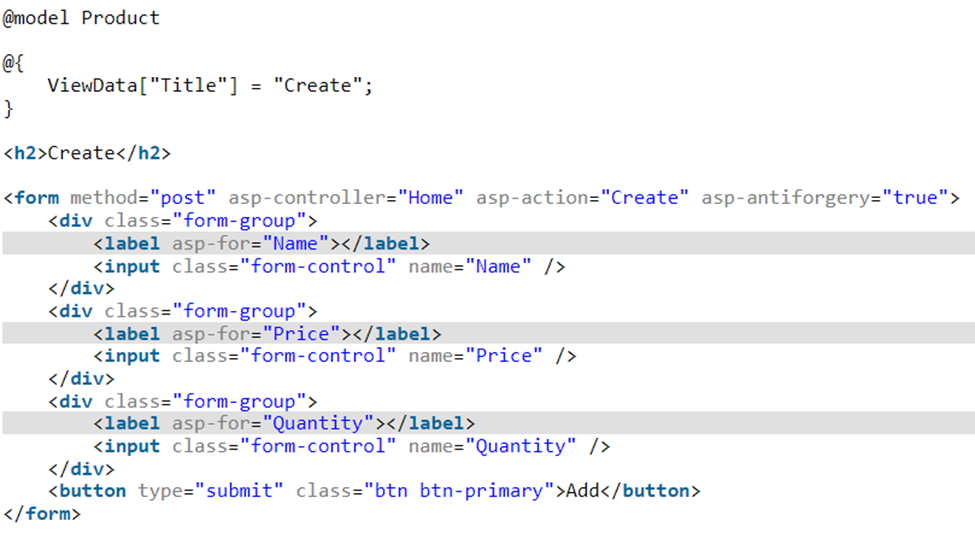 @model Product
@{
    ViewData["Title"] = "Create";
}
<h2>Create</h2>
<form method="post" asp-controller="Home" asp-action="Create" asp-antiforgery="true">
    <div class="form-group">
        <label asp-for="Name"></label>
        <input class="form-control" name="Name" />
    </div>
    <div class="form-group">
        <label asp-for="Price"></label>
        <input class="form-control" name="Price" />
    </div>
    <div class="form-group">
        <label asp-for="Quantity"></label>
        <input class="form-control" name="Quantity" />
    </div>
    <button type="submit" class="btn btn-primary">Add</button>
</form>